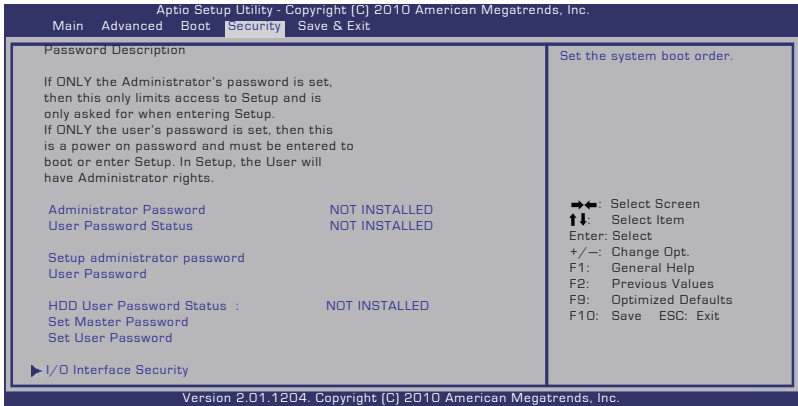 Aptio Setup Utility - Copyright (C) 2010 American Megatrends, Inc.
Main Advanced Boot Security Save & Exit
Password Description
If ONLY the Administrator's password is set,
then this only limits access to Setup and is
only asked for when entering Setup.
If ONLY the user's password is set, then this
is a power on password and must be entered to
boot or enter Setup. In Setup, the User will
have Administrator rights.
Administrator Password NOT INSTALLED
User Password Status NOT INSTALLED
Setup administrator password
User Password
HDD User Password Status : NOT INSTALLED
Set Master Password
Set User Password
I/O Interface Security
Set the system boot order.
→←: Select Screen
↑↓: Select Item
Enter: Select
+/—: Change Opt.
F1: General Help
F2: Previous Values
F9: Optimized Defaults
F10: Save ESC: Exit
Version 2.01.1204. Copyright (C) 2010 American Megatrends, Inc.